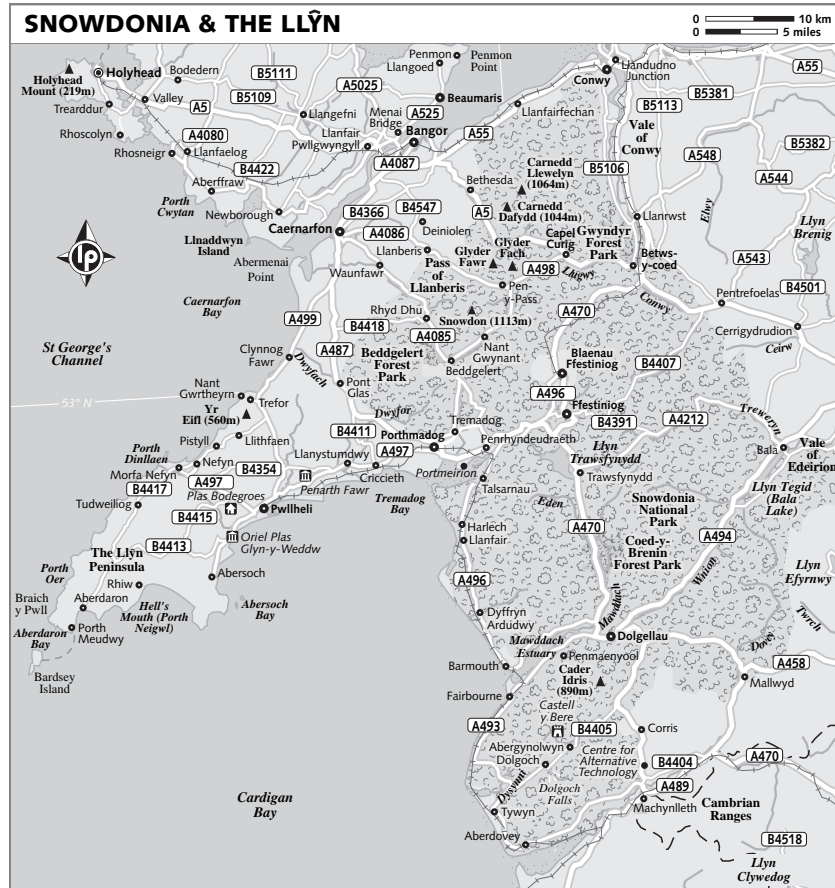 SNOWDONIA & THE LLŶN
0 10 km
0 5 miles
Holyhead
Mount (219m)
Holyhead
Bodedern
B5111
Llangoed
Penmon
Penmon
Point
Llandudno
Junction
A55
Conwy
Trearddur
Valley
A5
B5109
A5025
Beaumaris
B5381
B5113
Llangefni
A525
Menai
Bridge
Llanfairfechan
Rhoscolyn
A4080
Llanfair
Pwllgwyngyll
Bangor
A55
Vale
of
Conwy
B5382
Rhosneigr
Llanfaelog
A4087
A548
B4422
Carnedd
Llewelyn
(1064m)
B5106
A544
Aberffraw
Bethesda
Carnedd
Dafydd (1044m)
Elwy
Porth
Cwytan
Newborough
B4366
B4547
A5
Llanrwst
Llyn
Brenig
Caernarfon
A4086
Deiniolen
Capel
Curig
Gwyndyr
Forest
Park
Llnaddwyn
Island
Llanberis
Glyder
Fawr
Glyder
Fach
Betws-
y-coed
A543
lp
Abermenai
Point
Waunfawr
Pass
of
Llanberis
A498
Llugwy
B4501
Pen-
y-Pass
Conwy
Pentrefoelas
Caernarfon
Bay
Rhyd Ddu
Snowdon (1113m)
A470
A499
B4418
A4085
Cerrigydrudion
St George's
Channel
Clynnog
Fawr
A487
Beddgelert
Forest
Park
Nant
Gwynant
Ceirw
Dwyfach
Beddgelert
Blaenau
Ffestiniog
B4407
Nant
Gwrtheyrn
Pont
Glas
A496
53° N
Trefor
Dwyfor
Ffestiniog
A4212
Yr
Eifl (560m)
Tremadog
B4391
Treweryn
Pistyll
Llithfaen
B4411
Porthmadog
Penrhyndeudraeth
Vale
of
Edeirion
Porth
Dinllaen
Llanystumdwy
A497
Llyn
Trawsfynydd
Bala
Morfa Nefyn
Nefyn
B4354
Criccieth
Portmeirion
Trawsfynydd
Llyn Tegid
(Bala
Lake)
A497
Penarth Fawr
Talsarnau
B4417
Plas Bodegroes
Tremadog
Bay
Eden
Snowdonia
National
Park
Tudweiliog
Pwllheli
B4415
Harlech
A470
A494
B4413
Oriel Plas
Glyn-y-Weddw
Llanfair
Coed-y-
Brenin
Forest Park
The Llŷn
Peninsula
Llyn
Efyrnwy
Porth
Oer
Rhiw
Abersoch
A496
Wnion
Braich
y Pwll
Aberdaron
Hell's
Mouth (Porth
Neigwl)
Abersoch
Bay
Dyffryn
Ardudwy
Mawddach
Twrch
Aberdaron
Bay
Porth
Meudwy
Mawddach
Estuary
Dolgellau
Dovey
Penmaenyool
A458
Bardsey
Island
Barmouth
Cader
Idris
(890m)
Mallwyd
Fairbourne
Castell
y Bere
A493
B4405
Corris
Abergynolwyn
Centre for
Alternative
Technology
A470
Dolgoch
B4404
Dysynni
Dolgoch
Falls
A489
Cardigan
Bay
Tywyn
Machynlleth
Cambrian
Ranges
Aberdovey
B4518
Llyn
Clywedog